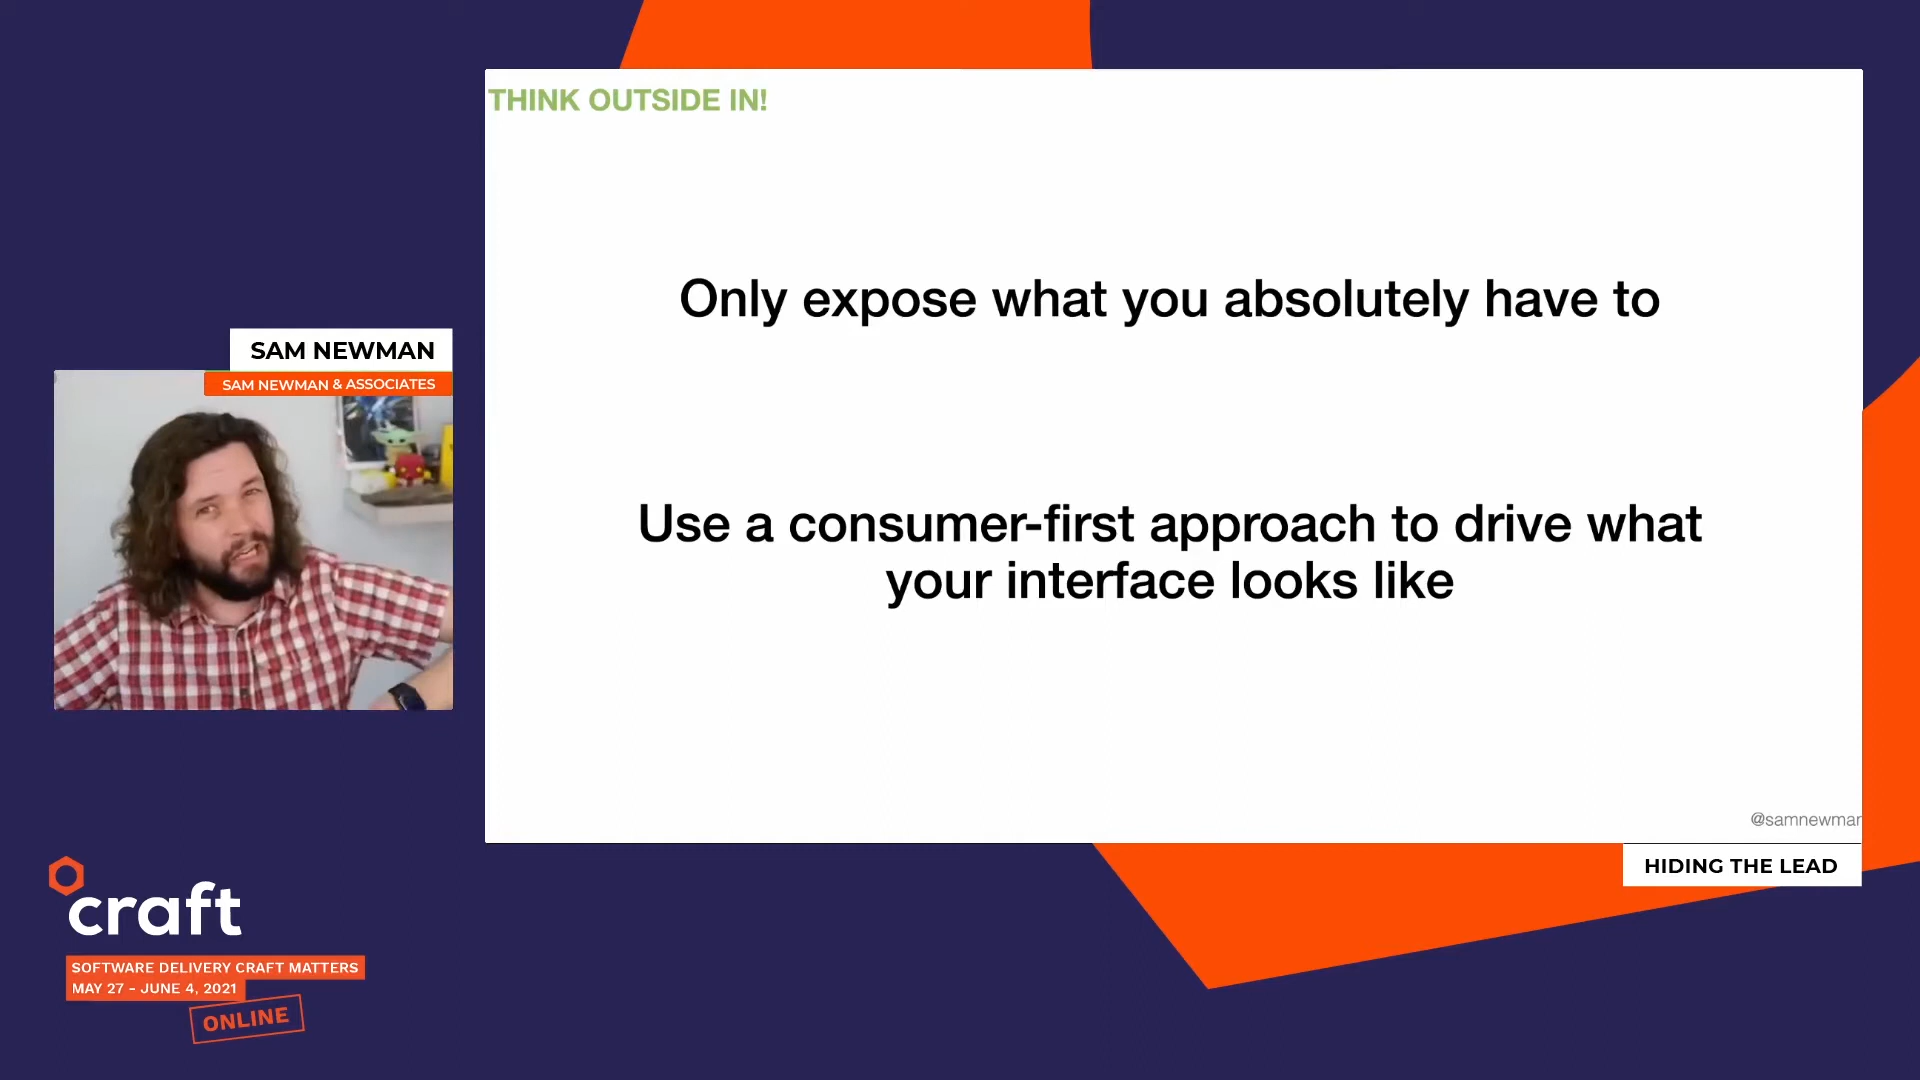 THINK OUTSIDE IN!
Only expose what you absolutely have to
Use a consumer-first approach to drive what
your interface looks like
@samnewman
HIDING THE LEAD
SAM NEWMAN
SAM NEWMAN & ASSOCIATES
craft
SOFTWARE DELIVERY CRAFT MATTERS
MAY 27 - JUNE 4, 2021
ONLINE